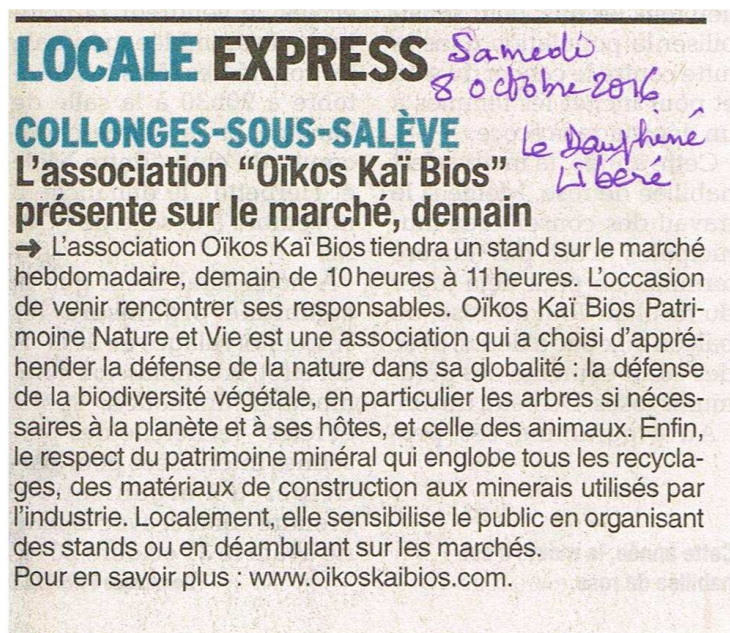 LOCALE EXPRESS
Samedi
8 octobre 2016
Le Dauphiné
Libéré
COLLONGES-SOUS-SALÈVE
L’association “Oïkos Kaï Bios”
présente sur le marché, demain
→ L’association Oïkos Kaï Bios tiendra un stand sur le marché
hebdomadaire, demain de 10 heures à 11 heures. L’occasion
de venir rencontrer ses responsables. Oïkos Kaï Bios Patri-
moine Nature et Vie est une association qui a choisi d’appré-
hender la défense de la nature dans sa globalité : la défense
de la biodiversité végétale, en particulier les arbres si néces-
saires à la planète et à ses hôtes, et celle des animaux. Enfin,
le respect du patrimoine minéral qui englobe tous les recycla-
ges, des matériaux de construction aux minerais utilisés par
l’industrie. Localement, elle sensibilise le public en organisant
des stands ou en déambulant sur les marchés.
Pour en savoir plus : www.oikoskaibios.com.